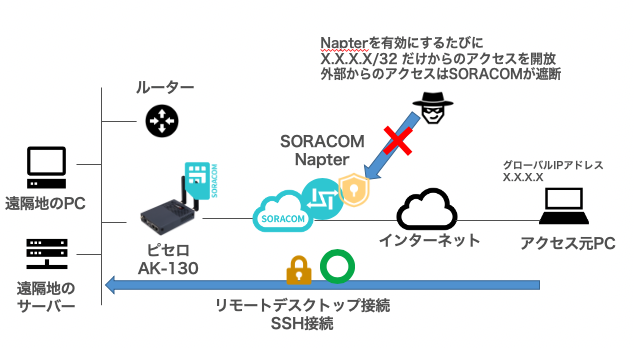 Napterを有効にするたびに
X.X.X.X/32 だけからのアクセスを開放
外部からのアクセスはSORACOMが遮断
ルーター
SORACOM
Napter
グローバルIPアドレス
X.X.X.X
遠隔地のPC
SORACOM
SORACOM
インターネット
アクセス元PC
ピセロ
AK-130
遠隔地の
サーバー
リモートデスクトップ接続
SSH接続